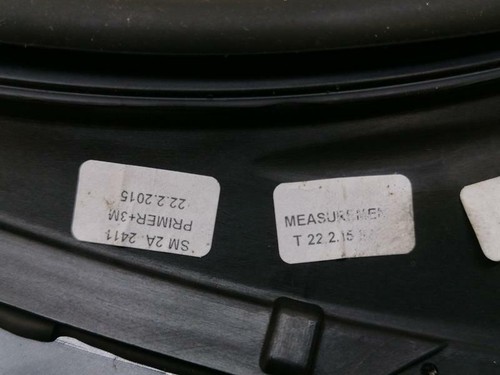 SM 2A 2411
PRIMER+3M
22.2.2015
MEASUREMEN
T 22.2.15